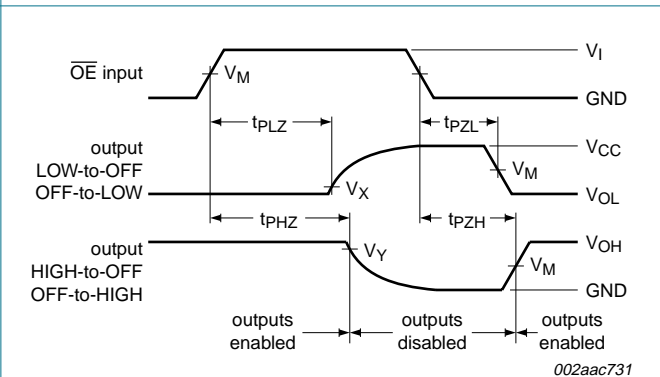 V_I
O̅E̅ input
V_M
GND
t_PLZ
t_PZL
output
LOW-to-OFF
OFF-to-LOW
V_CC
V_M
V_X
V_OL
t_PHZ
t_PZH
output
HIGH-to-OFF
OFF-to-HIGH
V_Y
V_OH
V_M
GND
outputs
enabled
outputs
disabled
outputs
enabled
002aac731